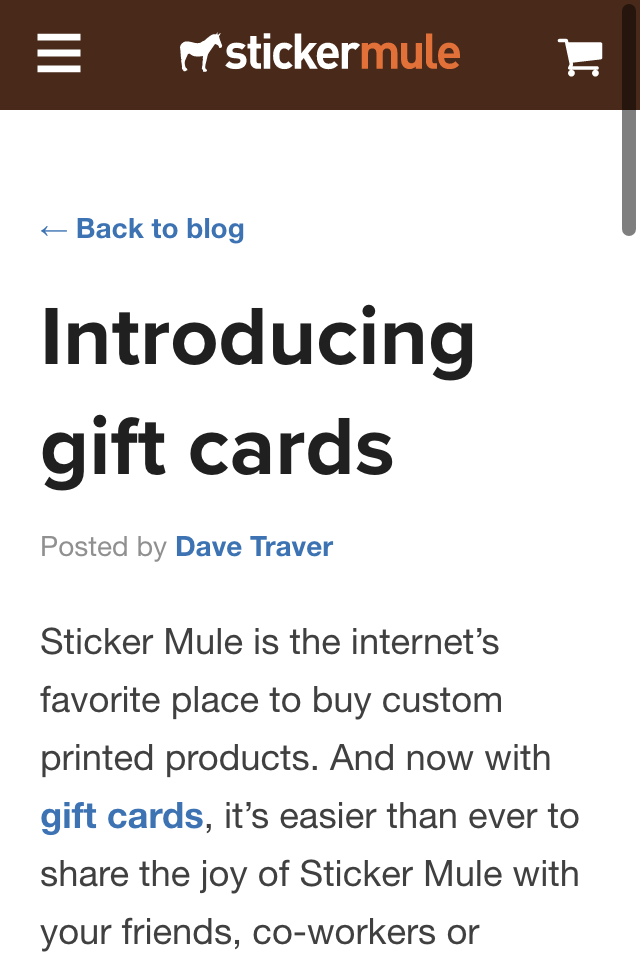 stickermule
← Back to blog
Introducing
gift cards
Posted by Dave Traver
Sticker Mule is the internet’s
favorite place to buy custom
printed products. And now with
gift cards, it’s easier than ever to
share the joy of Sticker Mule with
your friends, co-workers or